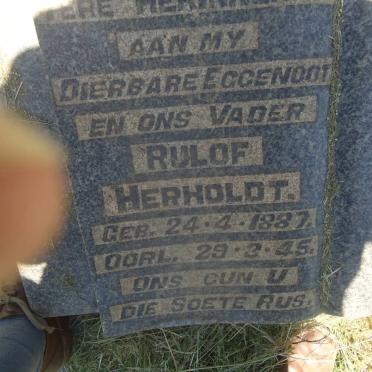 AAN MY
DIERBARE EGGENOOT
EN ONS VADER
RULOF
HERHOLDT.
GEB. 24·4·1887.
OORL. 29·3·45.
ONS GUN U
DIE SOETE RUS.